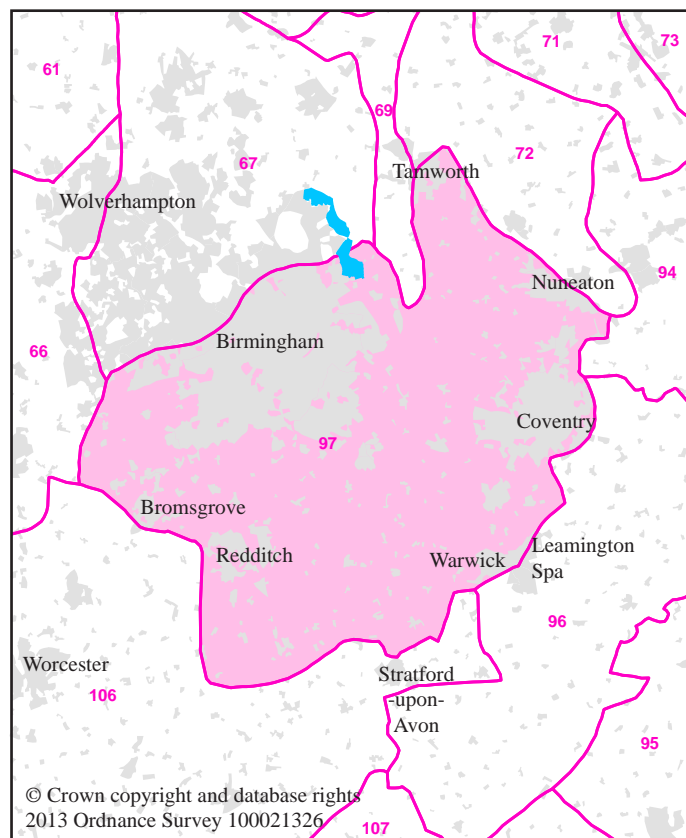 71
73
61
69
67
72
Tamworth
Wolverhampton
94
Nuneaton
Birmingham
66
Coventry
97
Bromsgrove
Redditch
Warwick
Leamington
Spa
96
Worcester
Stratford
-upon-
Avon
106
95
© Crown copyright and database rights
2013 Ordnance Survey 100021326
107